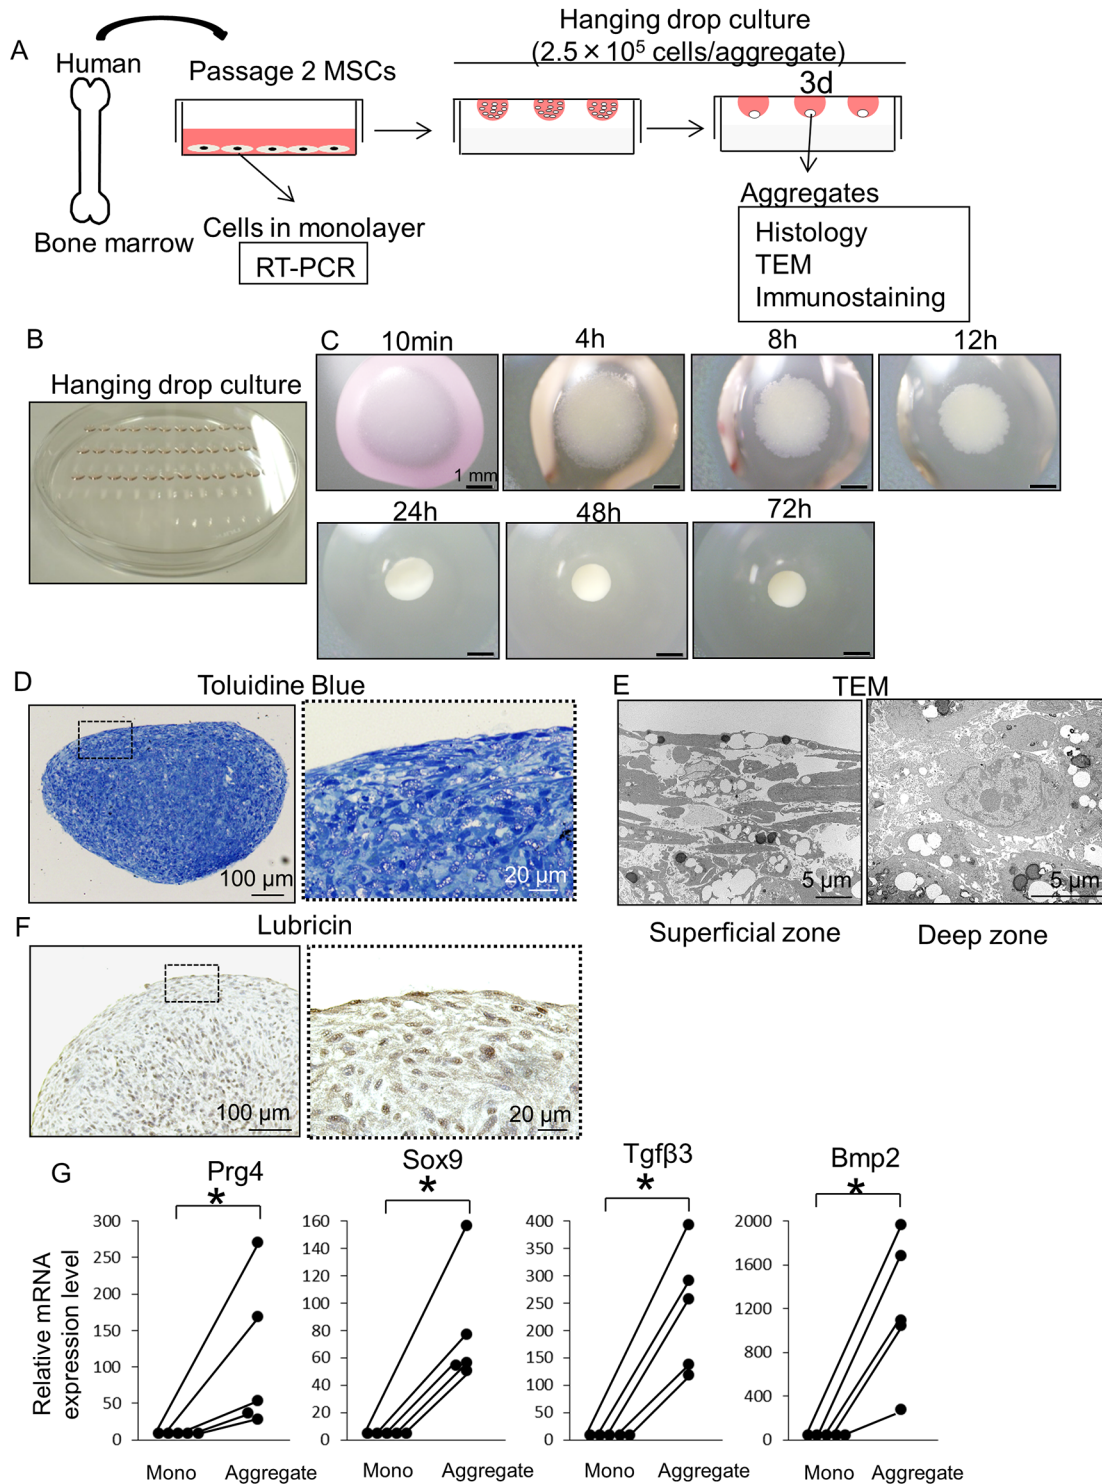 A
Human
Bone marrow
Passage 2 MSCs
Hanging drop culture
(2.5×10⁵ cells/aggregate)
3d
Cells in monolayer
RT-PCR
Aggregates
Histology
TEM
Immunostaining
B
Hanging drop culture
C
10min
4h
8h
12h
1 mm
24h
48h
72h
D
Toluidine Blue
100 μm
20 μm
E
TEM
5 μm
5 μm
Superficial zone
Deep zone
F
Lubricin
100 μm
20 μm
G
Relative mRNA
expression level
Prg4
*
300
250
200
150
100
50
0
Mono
Aggregate
Sox9
*
160
140
120
100
80
60
40
20
0
Mono
Aggregate
Tgfβ3
*
400
350
300
250
200
150
100
50
0
Mono
Aggregate
Bmp2
*
2000
1600
1200
800
400
0
Mono
Aggregate